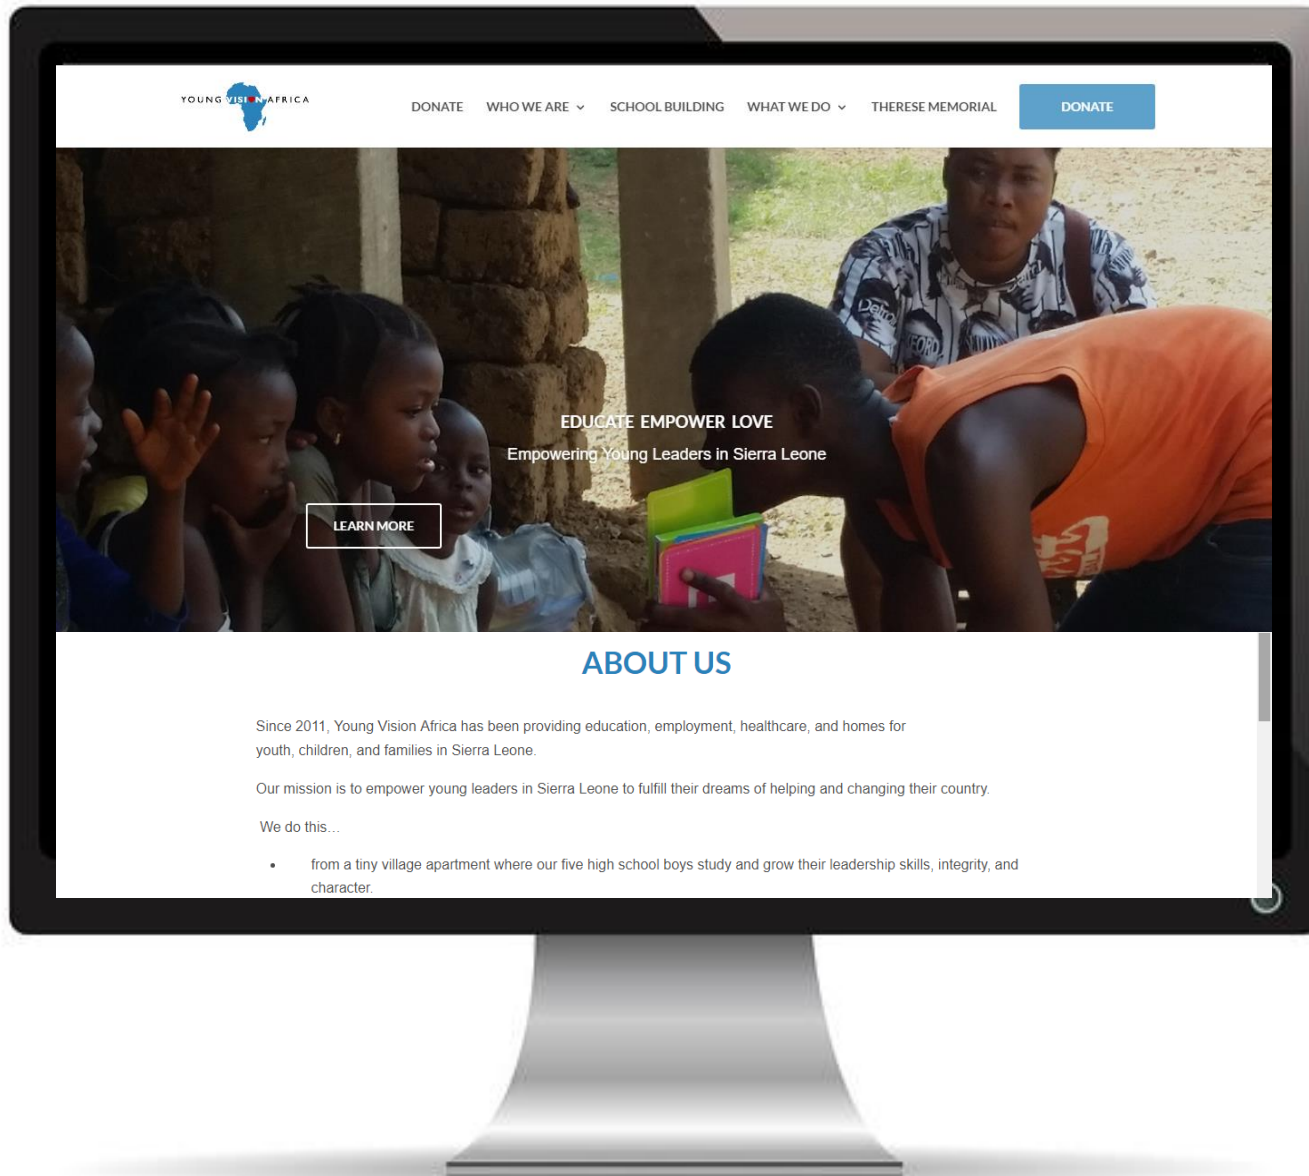 YOUNG VISION AFRICA
DONATE WHO WE ARE SCHOOL BUILDING WHAT WE DO THERESE MEMORIAL DONATE
EDUCATE EMPOWER LOVE
Empowering Young Leaders in Sierra Leone
LEARN MORE
ABOUT US
Since 2011, Young Vision Africa has been providing education, employment, healthcare, and homes for
youth, children, and families in Sierra Leone.
Our mission is to empower young leaders in Sierra Leone to fulfill their dreams of helping and changing their country.
We do this…
• from a tiny village apartment where our five high school boys study and grow their leadership skills, integrity, and
character.